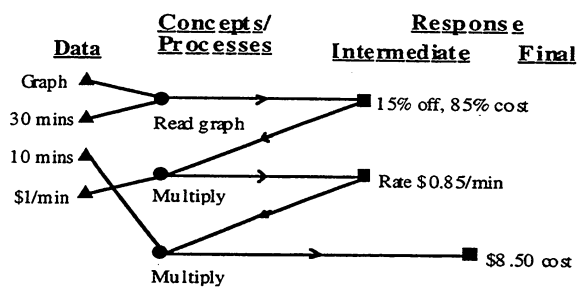 Concepts/
Processes
Response
Data
Intermediate
Final
Graph
30 mins
10 mins
$1/min
Read graph
15% off, 85% cost
Multiply
Rate $0.85/min
Multiply
$8.50 cost